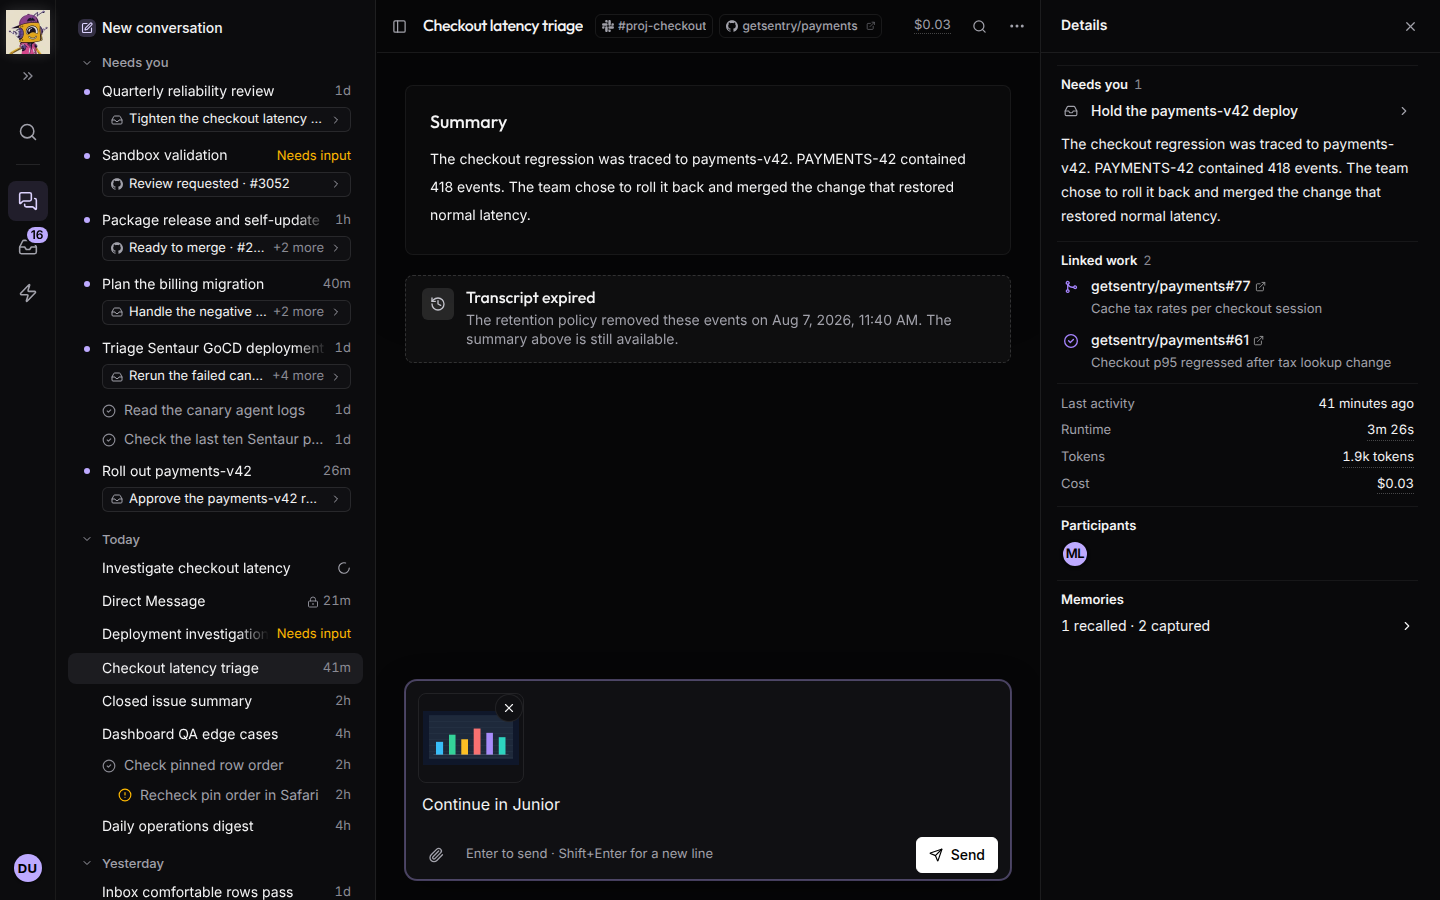 New conversation
Needs you
Quarterly reliability review 1d
Tighten the checkout latency ...
Sandbox validation Needs input
Review requested · #3052
Package release and self-update 1h
Ready to merge · #2... +2 more
16
Plan the billing migration 40m
Handle the negative ... +2 more
Triage Sentaur GoCD deployment 1d
Rerun the failed can... +4 more
Read the canary agent logs 1d
Check the last ten Sentaur p... 1d
Roll out payments-v42 26m
Approve the payments-v42 r...
Today
Investigate checkout latency
Direct Message 21m
Deployment investigation Needs input
Checkout latency triage 41m
Closed issue summary 2h
Dashboard QA edge cases 4h
Check pinned row order 2h
Recheck pin order in Safari 2h
Daily operations digest 4h
Yesterday
Inbox comfortable rows pass 1d
DU
Checkout latency triage #proj-checkout getsentry/payments $0.03
Summary
The checkout regression was traced to payments-v42. PAYMENTS-42 contained
418 events. The team chose to roll it back and merged the change that restored
normal latency.
Transcript expired
The retention policy removed these events on Aug 7, 2026, 11:40 AM. The
summary above is still available.
Continue in Junior
Enter to send · Shift+Enter for a new line
Send
Details
Needs you 1
Hold the payments-v42 deploy
The checkout regression was traced to payments-
v42. PAYMENTS-42 contained 418 events. The team
chose to roll it back and merged the change that
restored normal latency.
Linked work 2
getsentry/payments#77
Cache tax rates per checkout session
getsentry/payments#61
Checkout p95 regressed after tax lookup change
Last activity 41 minutes ago
Runtime 3m 26s
Tokens 1.9k tokens
Cost $0.03
Participants
ML
Memories
1 recalled · 2 captured